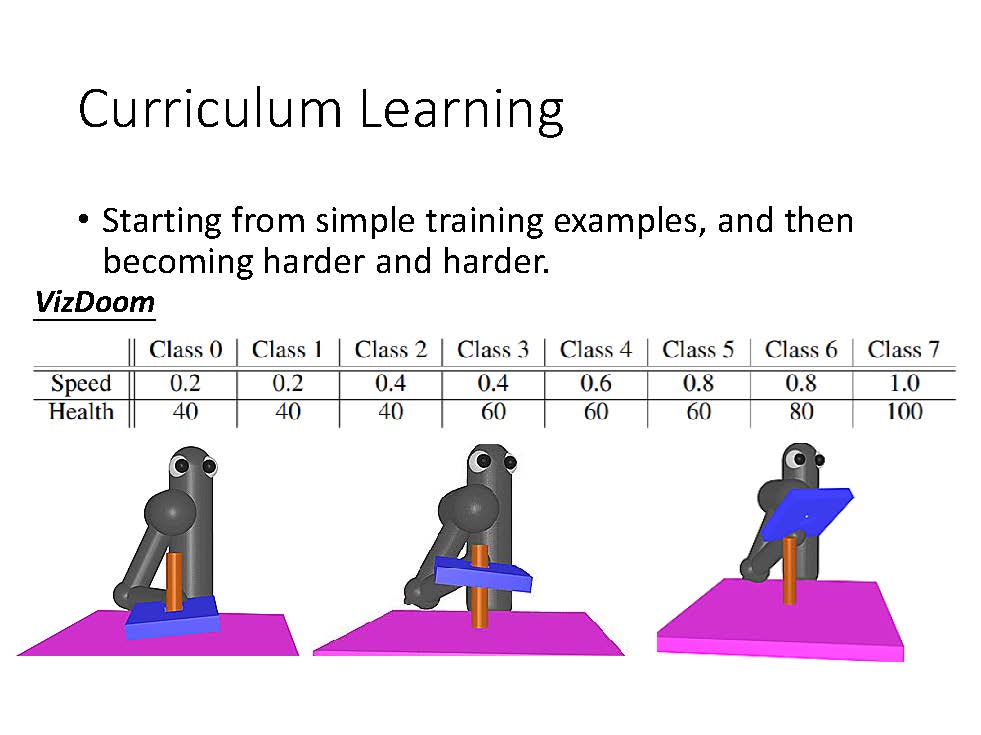 Curriculum Learning
• Starting from simple training examples, and then
becoming harder and harder.
VizDoom
Class 0 Class 1 Class 2 Class 3 Class 4 Class 5 Class 6 Class 7
Speed 0.2 0.2 0.4 0.4 0.6 0.8 0.8 1.0
Health 40 40 40 60 60 60 80 100